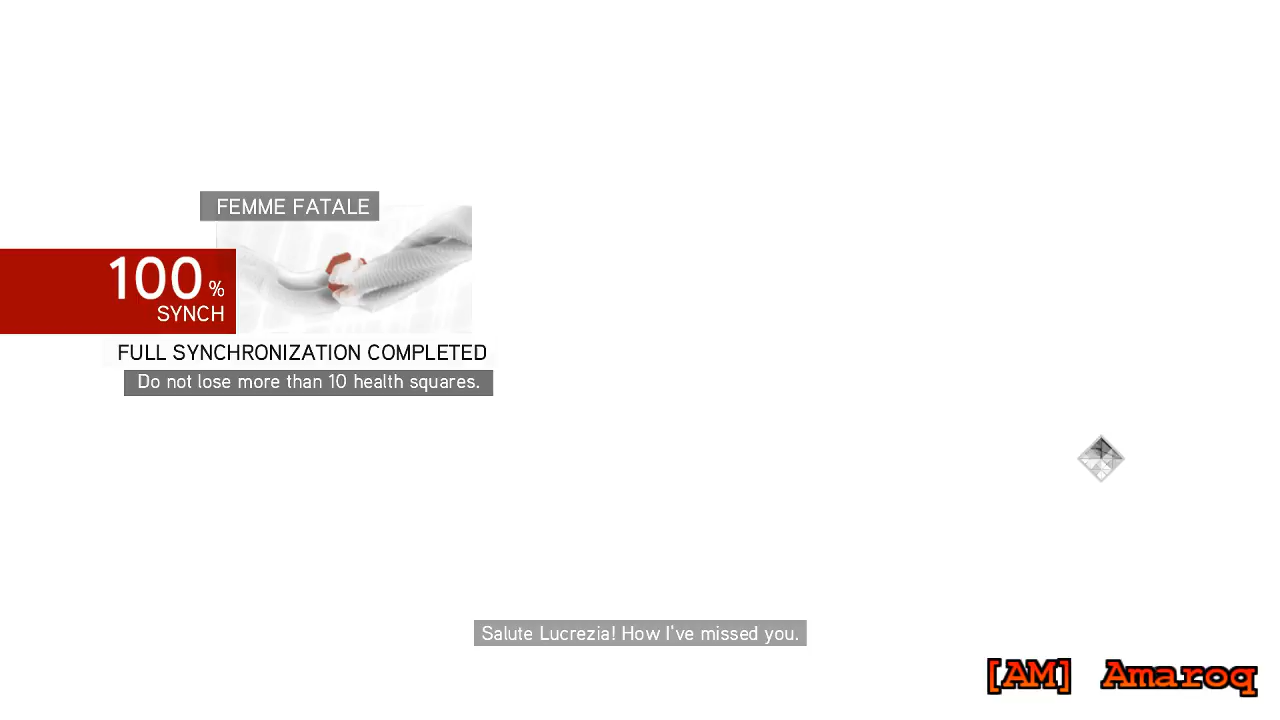 FEMME FATALE
100 %
SYNCH
FULL SYNCHRONIZATION COMPLETED
Do not lose more than 10 health squares.
Salute Lucrezia! How I've missed you.
[AM] Amaroq